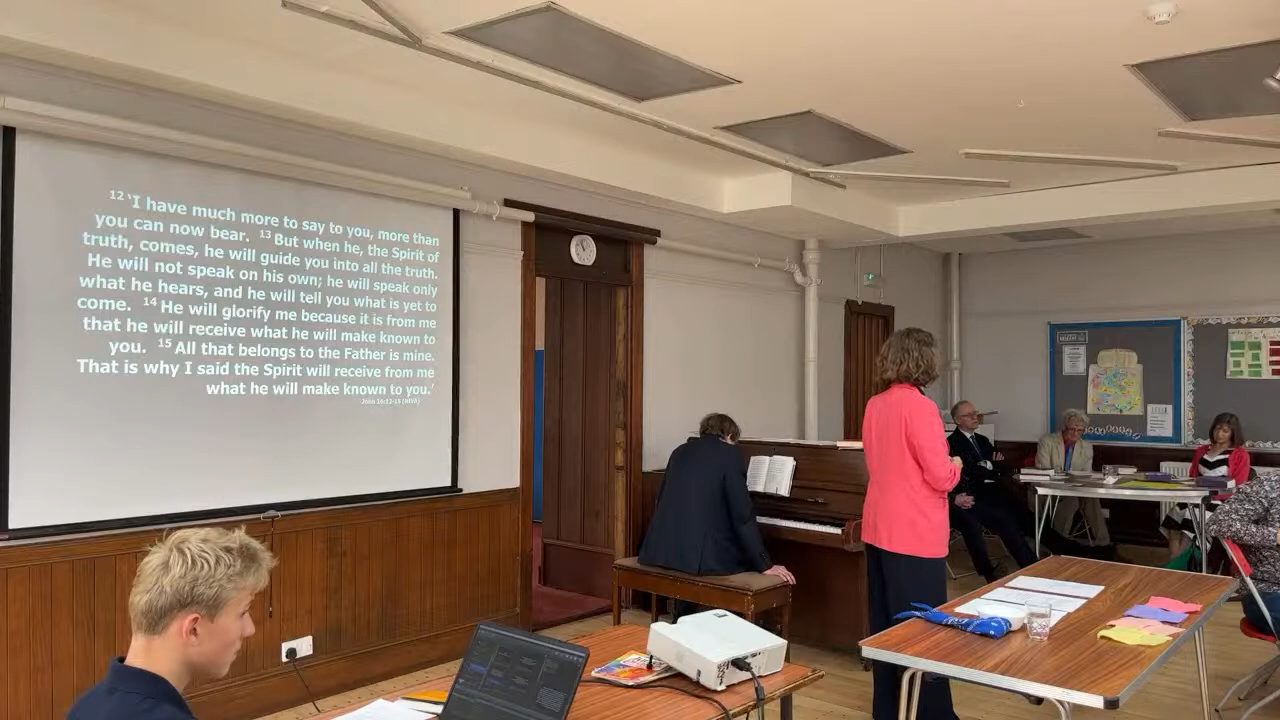 12 'I have much more to say to you, more than
you can now bear. 13 But when he, the Spirit of
truth, comes, he will guide you into all the truth.
He will not speak on his own; he will speak only
what he hears, and he will tell you what is yet to
come. 14 He will glorify me because it is from me
that he will receive what he will make known to
you. 15 All that belongs to the Father is mine.
That is why I said the Spirit will receive from me
what he will make known to you.'
John 16:12-15 (NIVA)